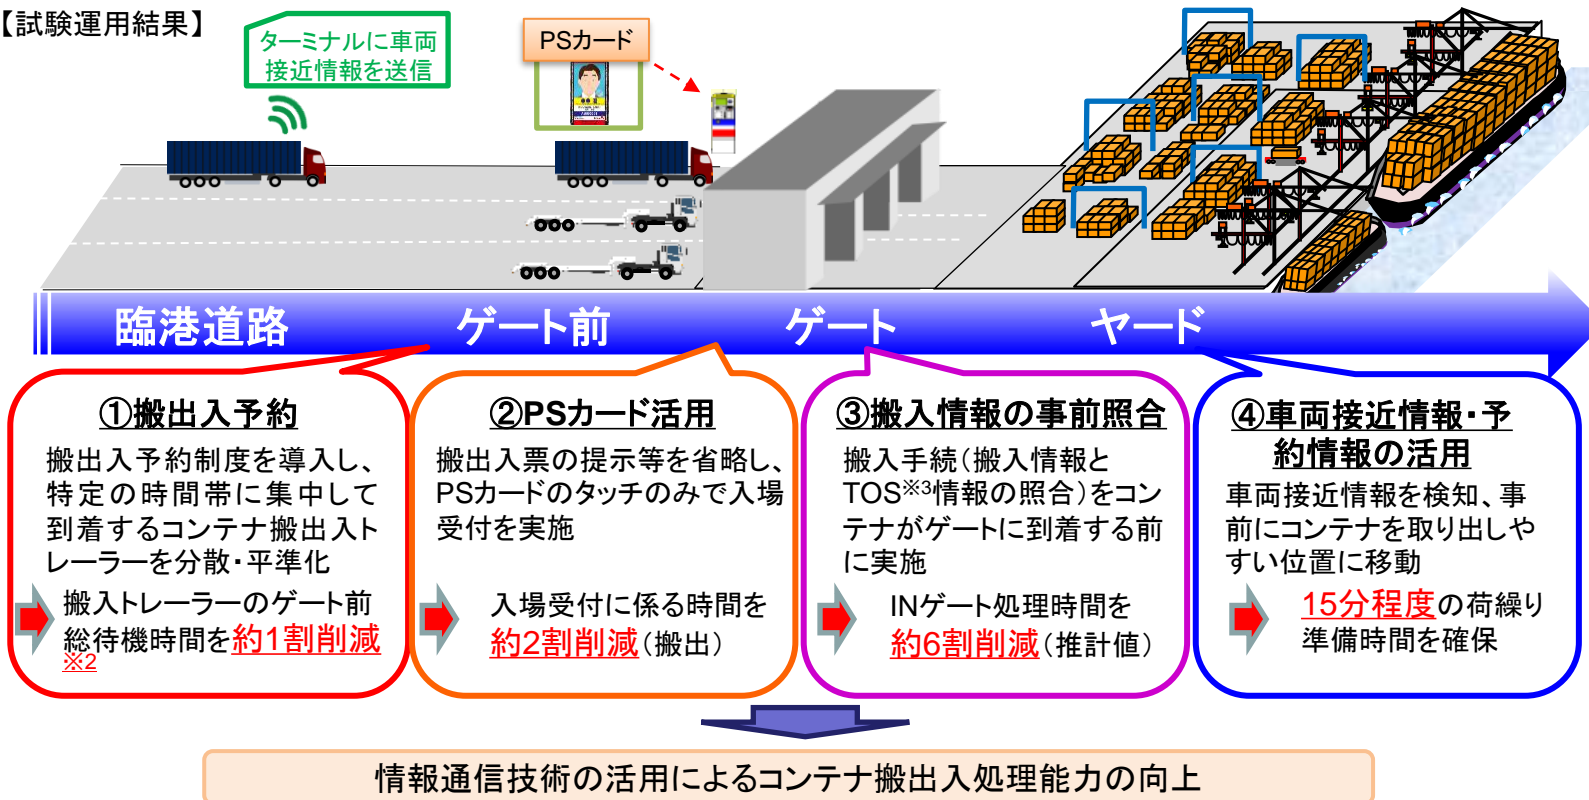 【試験運用結果】
ターミナルに車両
接近情報を送信
PSカード
臨港道路
ゲート前
ゲート
ヤード
①搬出入予約
搬出入予約制度を導入し、
特定の時間帯に集中して
到着するコンテナ搬出入ト
レーラーを分散・平準化
搬入トレーラーのゲート前
総待機時間を約1割削減
※2
②PSカード活用
搬出入票の提示等を省略し、
PSカードのタッチのみで入場
受付を実施
入場受付に係る時間を
約2割削減（搬出）
③搬入情報の事前照合
搬入手続（搬入情報と
TOS※3情報の照合）をコン
テナがゲートに到着する前
に実施
INゲート処理時間を
約6割削減（推計値）
④車両接近情報・予
約情報の活用
車両接近情報を検知、事
前にコンテナを取り出しや
すい位置に移動
15分程度の荷繰り
準備時間を確保
情報通信技術の活用によるコンテナ搬出入処理能力の向上